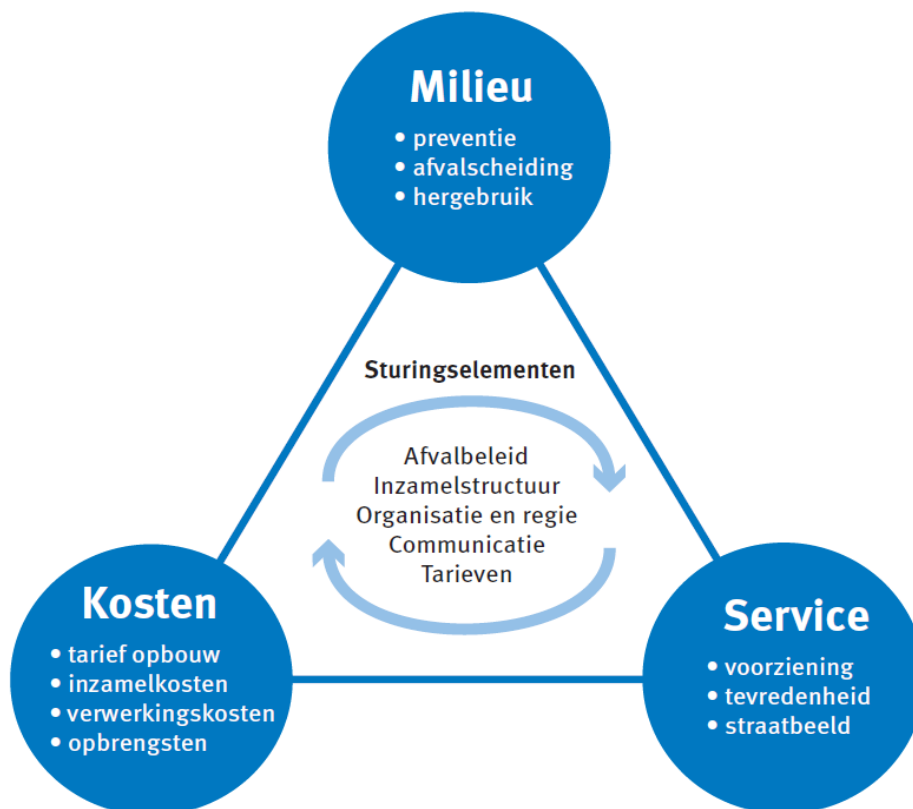 Milieu
• preventie
• afvalscheiding
• hergebruik
Sturingselementen
Afvalbeleid
Inzamelstructuur
Organisatie en regie
Communicatie
Tarieven
Kosten
• tarief opbouw
• inzamelkosten
• verwerkingskosten
• opbrengsten
Service
• voorziening
• tevredenheid
• straatbeeld